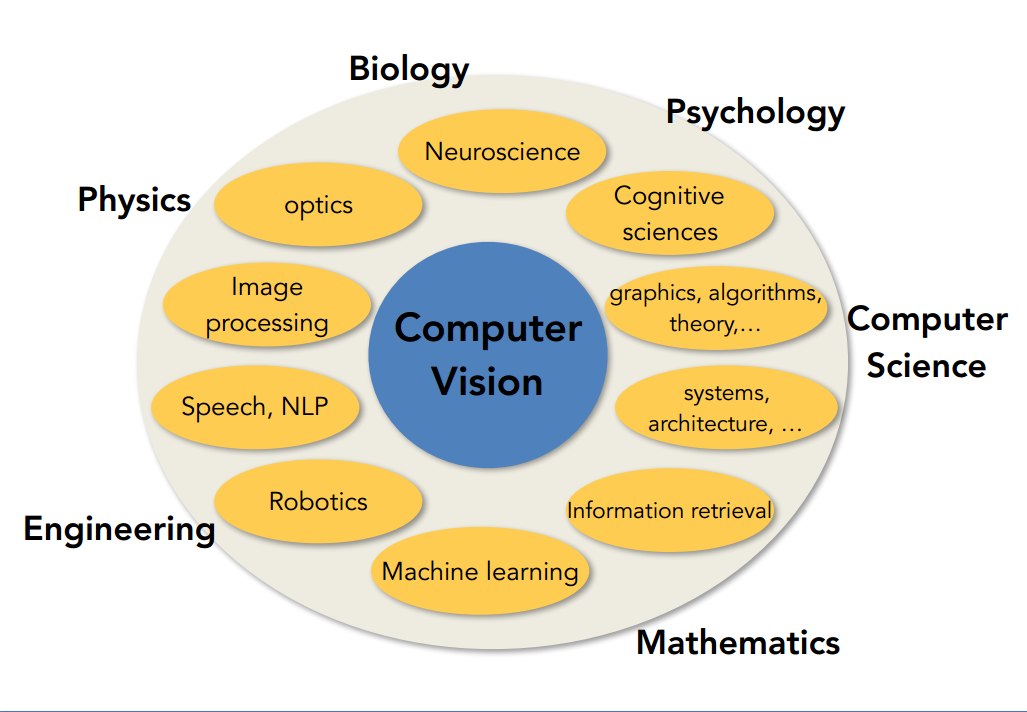 Biology
Psychology
Neuroscience
Physics
optics
Cognitive
sciences
Image
processing
graphics, algorithms,
theory,…
Computer
Vision
Computer
Science
Speech, NLP
systems,
architecture, …
Robotics
Information retrieval
Engineering
Machine learning
Mathematics